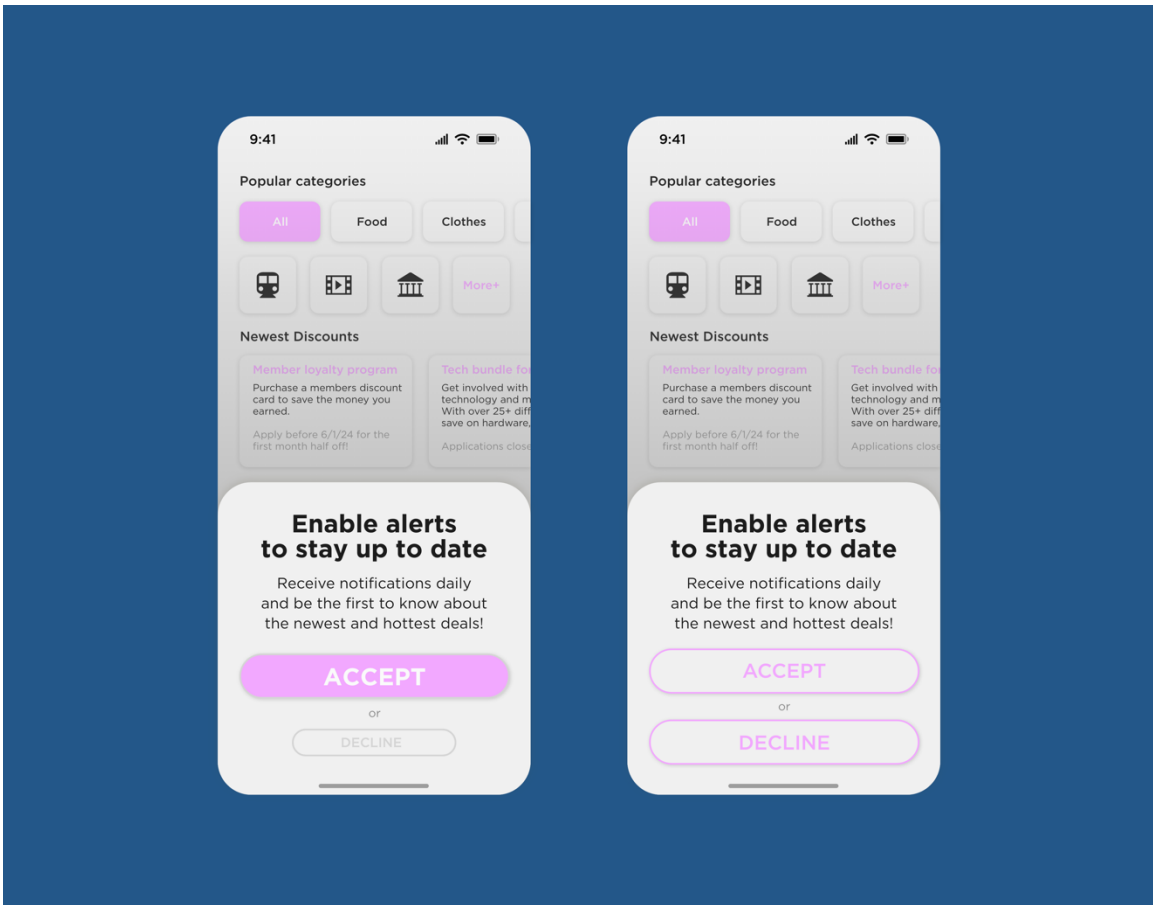 9:41
Popular categories
All
Food
Clothes
More+
Newest Discounts
Member loyalty program
Purchase a members discount
card to save the money you
earned.
Apply before 6/1/24 for the
first month half off!
Tech bundle for
Get involved with
technology and m
With over 25+ diff
save on hardware,
Applications close
Enable alerts
to stay up to date
Receive notifications daily
and be the first to know about
the newest and hottest deals!
ACCEPT
or
DECLINE
9:41
Popular categories
All
Food
Clothes
More+
Newest Discounts
Member loyalty program
Purchase a members discount
card to save the money you
earned.
Apply before 6/1/24 for the
first month half off!
Tech bundle for
Get involved with
technology and m
With over 25+ diff
save on hardware,
Applications close
Enable alerts
to stay up to date
Receive notifications daily
and be the first to know about
the newest and hottest deals!
ACCEPT
or
DECLINE